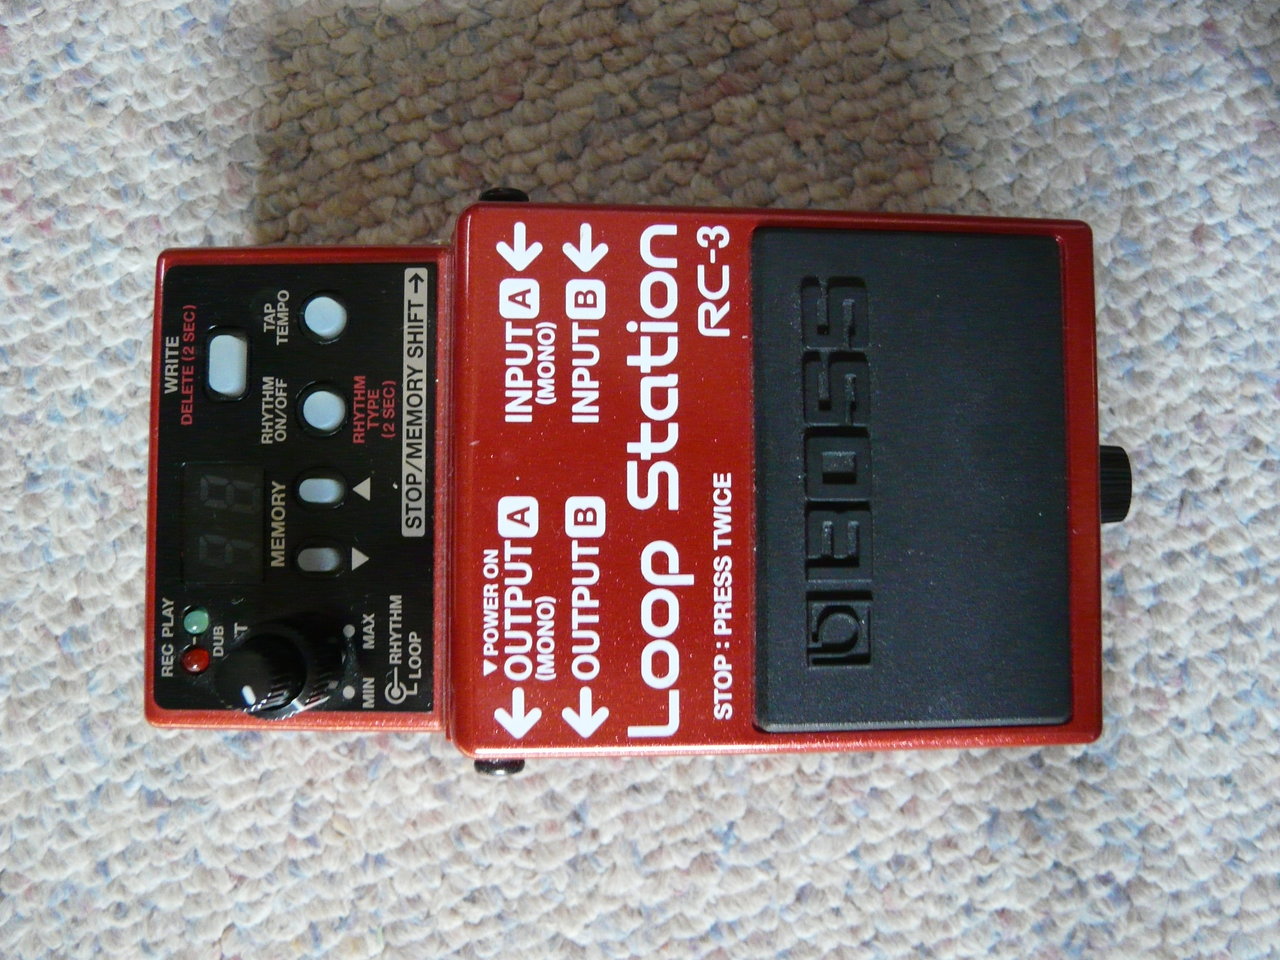 WRITE
DELETE (2 SEC)
REC PLAY
DUB
TAP
TEMPO
RHYTHM
ON/OFF
MEMORY
RHYTHM
TYPE
(2 SEC)
MIN MAX
RHYTHM
LOOP
STOP/MEMORY SHIFT →
▼POWER ON
← OUTPUT A
(MONO)
INPUT A ←
(MONO)
← OUTPUT B
INPUT B ←
Loop Station
STOP : PRESS TWICE
RC-3
BOSS